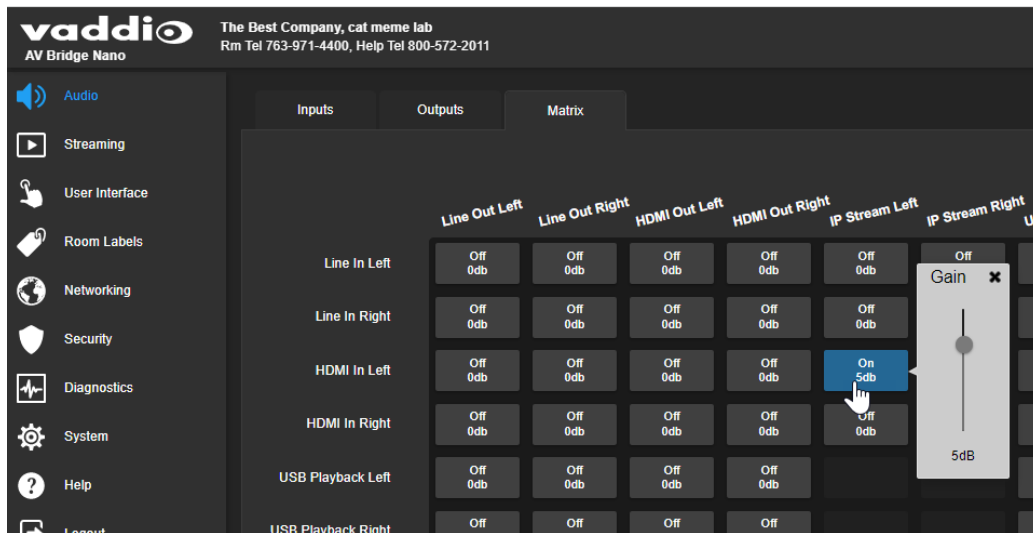 vaddio
AV Bridge Nano
The Best Company, cat meme lab
Rm Tel 763-971-4400, Help Tel 800-572-2011
Audio
Streaming
User Interface
Room Labels
Networking
Security
Diagnostics
System
Help
Logout
Inputs Outputs Matrix
Line Out Left Line Out Right HDMI Out Left HDMI Out Right IP Stream Left IP Stream Right
Line In Left Off Off Off Off Off Off
0db 0db 0db 0db 0db
Gain ✖
Line In Right Off Off Off Off Off
0db 0db 0db 0db 0db
HDMI In Left Off Off Off Off On
0db 0db 0db 0db 5db
HDMI In Right Off Off Off Off Off
0db 0db 0db 0db 0db
5dB
USB Playback Left Off Off Off Off
0db 0db 0db 0db
USB Playback Right Off Off Off Off